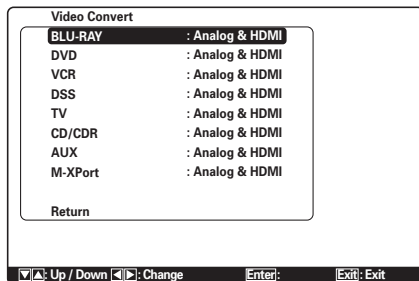 Video Convert
BLU-RAY : Analog & HDMI
DVD : Analog & HDMI
VCR : Analog & HDMI
DSS : Analog & HDMI
TV : Analog & HDMI
CD/CDR : Analog & HDMI
AUX : Analog & HDMI
M-XPort : Analog & HDMI
Return
▼▲: Up / Down ◀▶: Change Enter: Exit: Exit